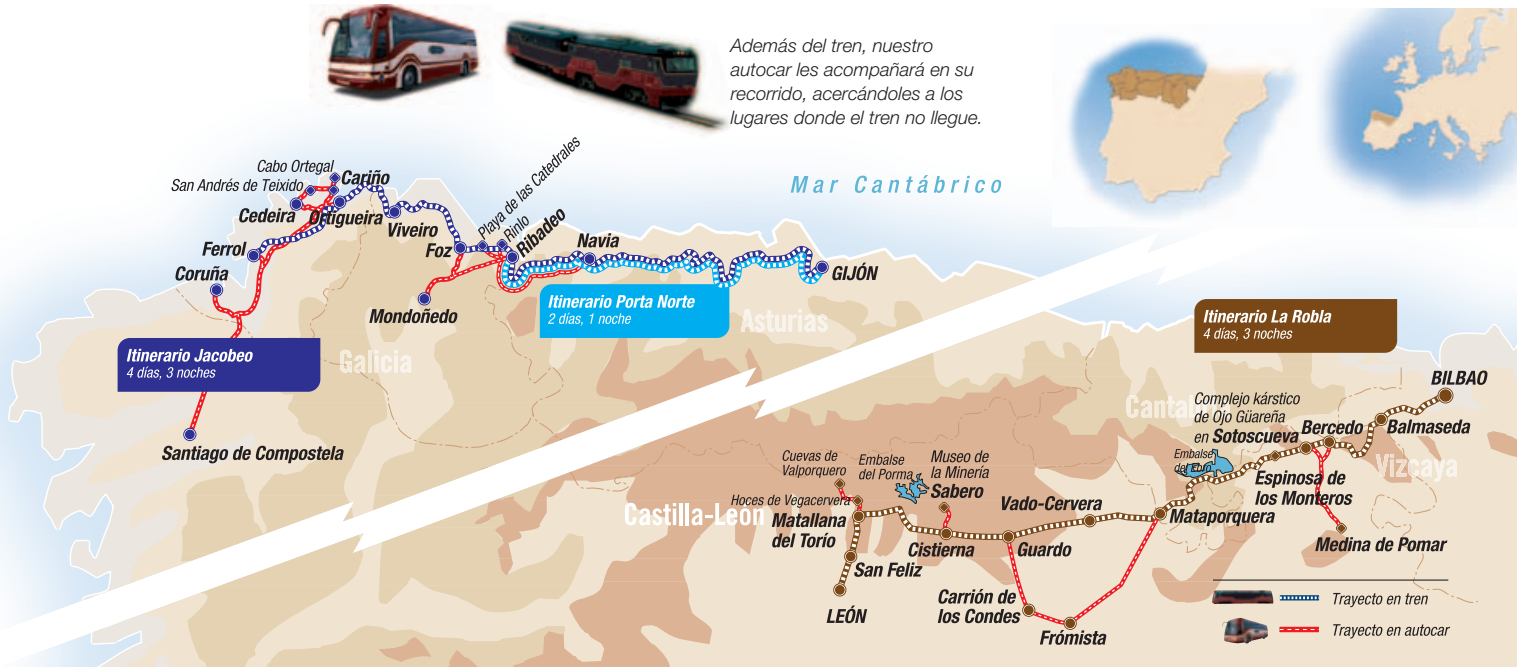 Además del tren, nuestro
autocar les acompañará en su
recorrido, acercándoles a los
lugares donde el tren no llegue.
Mar Cantábrico
Cabo Ortegal
San Andrés de Teixido
Cariño
Cedeira
Ortigueira
Viveiro
Ferrol
Coruña
Foz
Playa de las Catedrales
Rinlo
Ribadeo
Navia
GIJÓN
Mondoñedo
Itinerario Porta Norte
2 días, 1 noche
Asturias
Galicia
Itinerario Jacobeo
4 días, 3 noches
Santiago de Compostela
Itinerario La Robla
4 días, 3 noches
BILBAO
Cantab
Complejo kárstico
de Ojo Güareña
en Sotoscueva
Bercedo
Balmaseda
Vizcaya
Embalse
del Ebro
Espinosa de
los Monteros
Mataporquera
Medina de Pomar
Cuevas de
Valporquero
Embalse
del Porma
Museo de
la Minería
Sabero
Hoces de Vegacervera
Castilla-León
Matallana
del Torío
Vado-Cervera
Cistierna
Guardo
San Feliz
LEÓN
Carrión de
los Condes
Frómista
Trayecto en tren
Trayecto en autocar